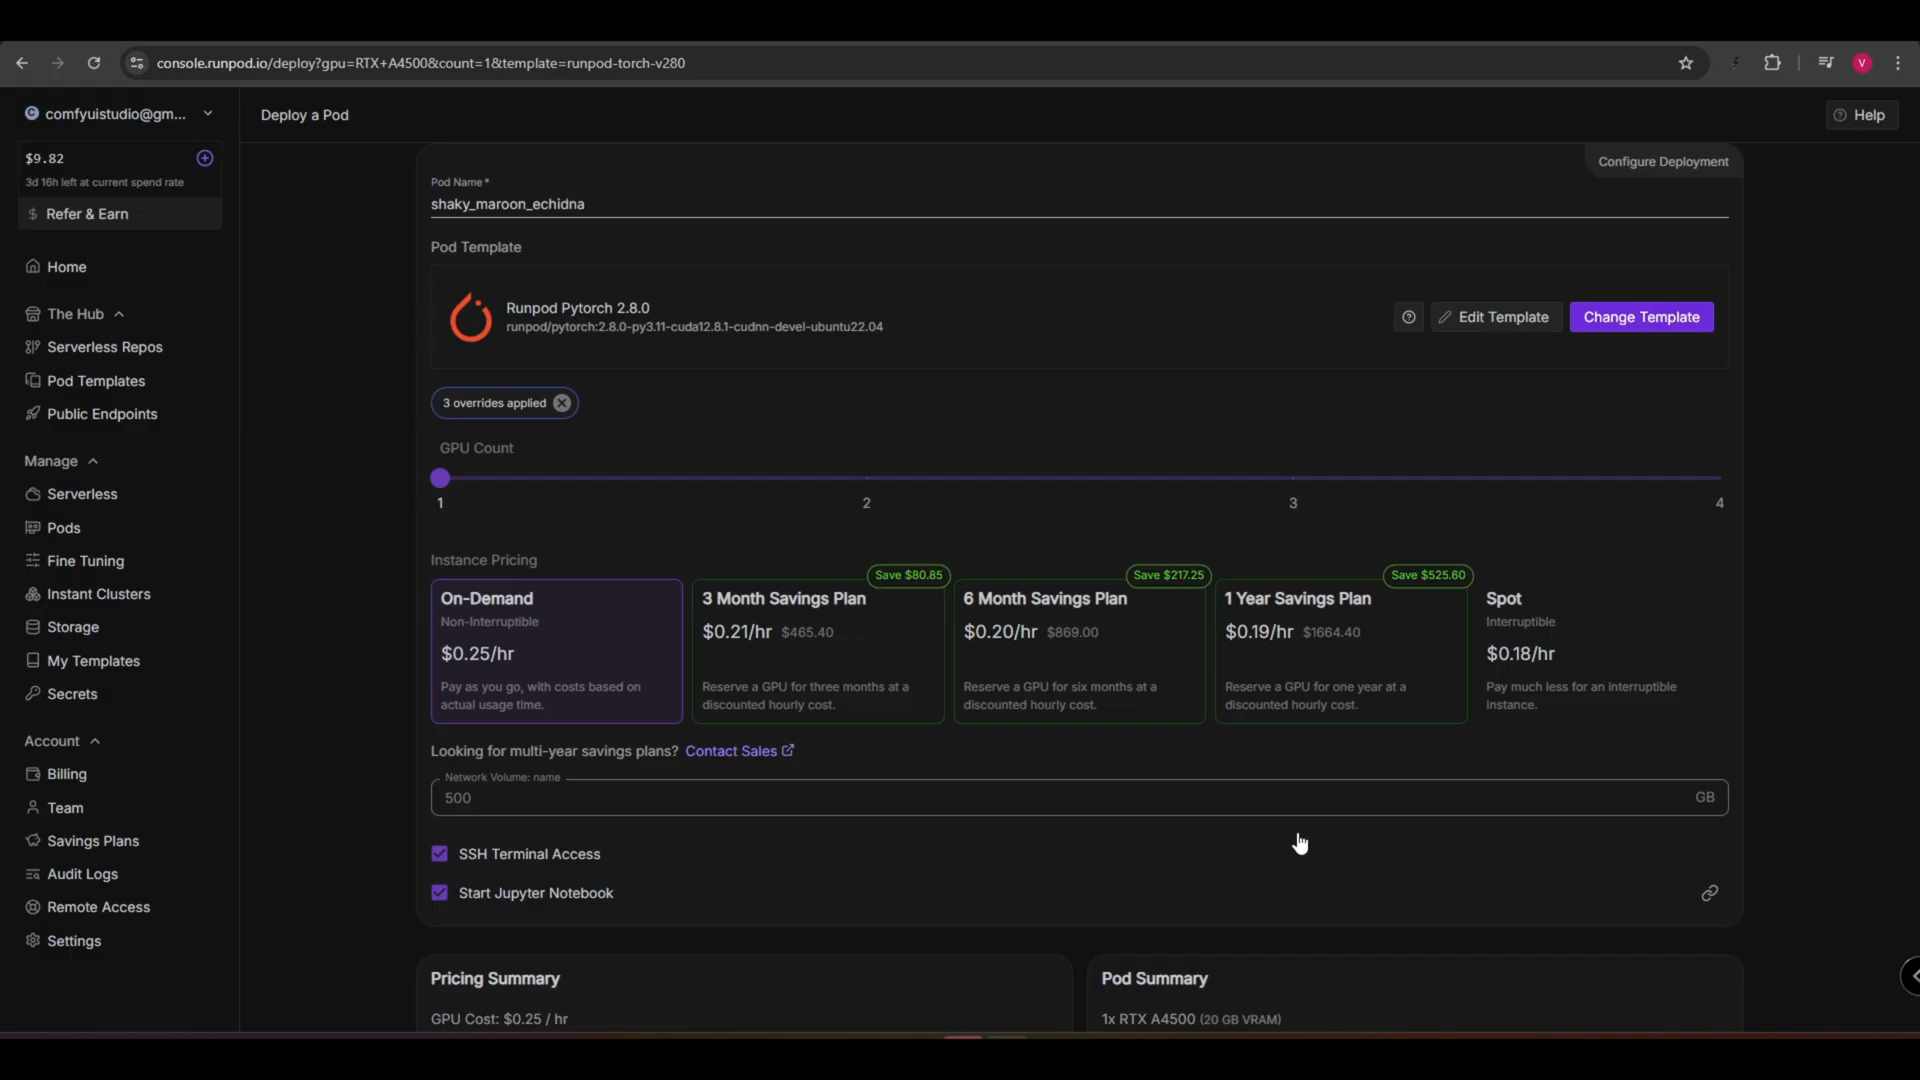 console.runpod.io/deploy?gpu=RTX+A4500&count=1&template=runpod-torch-v280
V
C comfyuistudio@gm...
Deploy a Pod
Help
$9.82
3d 16h left at current spend rate
$ Refer & Earn
Home
The Hub
Serverless Repos
Pod Templates
Public Endpoints
Manage
Serverless
Pods
Fine Tuning
Instant Clusters
Storage
My Templates
Secrets
Account
Billing
Team
Savings Plans
Audit Logs
Remote Access
Settings
Configure Deployment
Pod Name*
shaky_maroon_echidna
Pod Template
Runpod Pytorch 2.8.0
runpod/pytorch:2.8.0-py3.11-cuda12.8.1-cudnn-devel-ubuntu22.04
Edit Template
Change Template
3 overrides applied
GPU Count
1 2 3 4
Instance Pricing
On-Demand
Non-Interruptible
$0.25/hr
Pay as you go, with costs based on
actual usage time.
Save $80.85
3 Month Savings Plan
$0.21/hr $465.40
Reserve a GPU for three months at a
discounted hourly cost.
Save $217.25
6 Month Savings Plan
$0.20/hr $869.00
Reserve a GPU for six months at a
discounted hourly cost.
Save $525.60
1 Year Savings Plan
$0.19/hr $1664.40
Reserve a GPU for one year at a
discounted hourly cost.
Spot
Interruptible
$0.18/hr
Pay much less for an interruptible
instance.
Looking for multi-year savings plans? Contact Sales
Network Volume: name
500 GB
SSH Terminal Access
Start Jupyter Notebook
Pricing Summary
GPU Cost: $0.25 / hr
Pod Summary
1x RTX A4500 (20 GB VRAM)